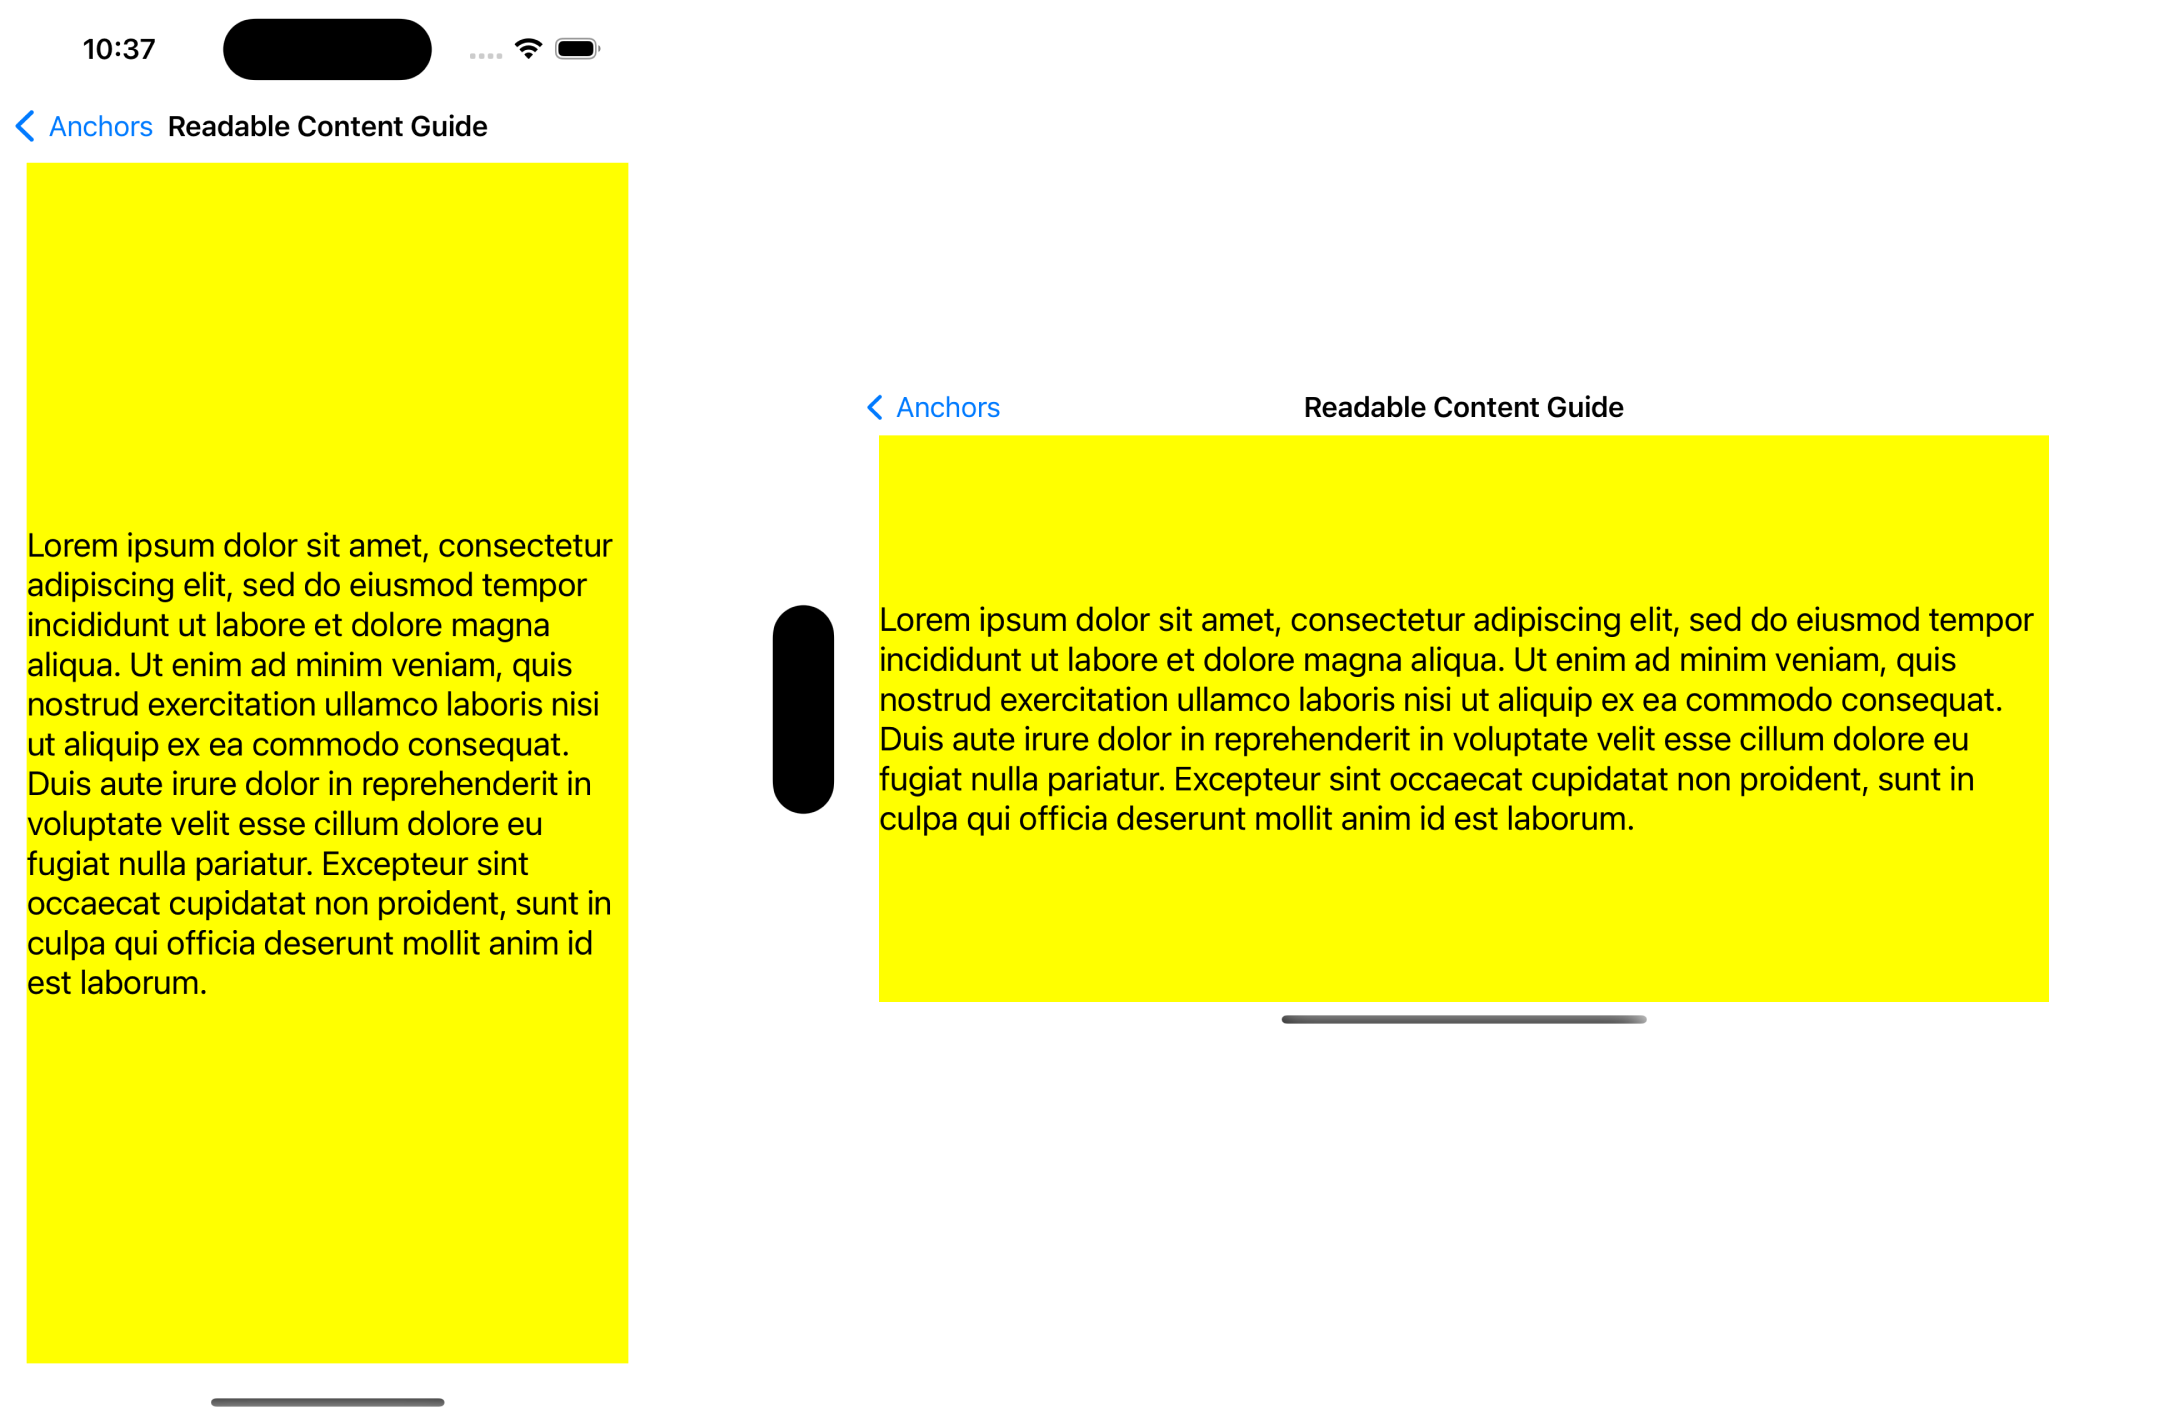 10:37
Anchors Readable Content Guide
Lorem ipsum dolor sit amet, consectetur
adipiscing elit, sed do eiusmod tempor
incididunt ut labore et dolore magna
aliqua. Ut enim ad minim veniam, quis
nostrud exercitation ullamco laboris nisi
ut aliquip ex ea commodo consequat.
Duis aute irure dolor in reprehenderit in
voluptate velit esse cillum dolore eu
fugiat nulla pariatur. Excepteur sint
occaecat cupidatat non proident, sunt in
culpa qui officia deserunt mollit anim id
est laborum.
Anchors Readable Content Guide
Lorem ipsum dolor sit amet, consectetur adipiscing elit, sed do eiusmod tempor
incididunt ut labore et dolore magna aliqua. Ut enim ad minim veniam, quis
nostrud exercitation ullamco laboris nisi ut aliquip ex ea commodo consequat.
Duis aute irure dolor in reprehenderit in voluptate velit esse cillum dolore eu
fugiat nulla pariatur. Excepteur sint occaecat cupidatat non proident, sunt in
culpa qui officia deserunt mollit anim id est laborum.